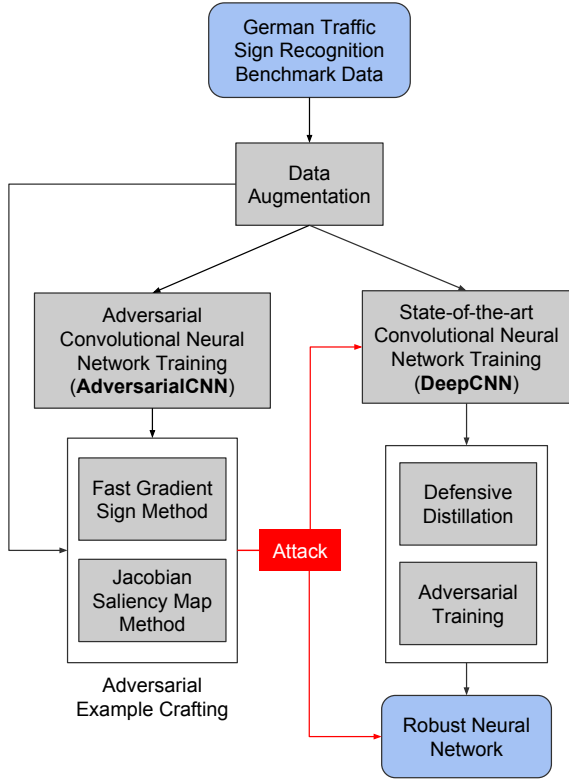 German Traffic
Sign Recognition
Benchmark Data
Data
Augmentation
Adversarial
Convolutional Neural
Network Training
(AdversarialCNN)
State-of-the-art
Convolutional Neural
Network Training
(DeepCNN)
Fast Gradient
Sign Method
Jacobian
Saliency Map
Method
Adversarial
Example Crafting
Attack
Defensive
Distillation
Adversarial
Training
Robust Neural
Network